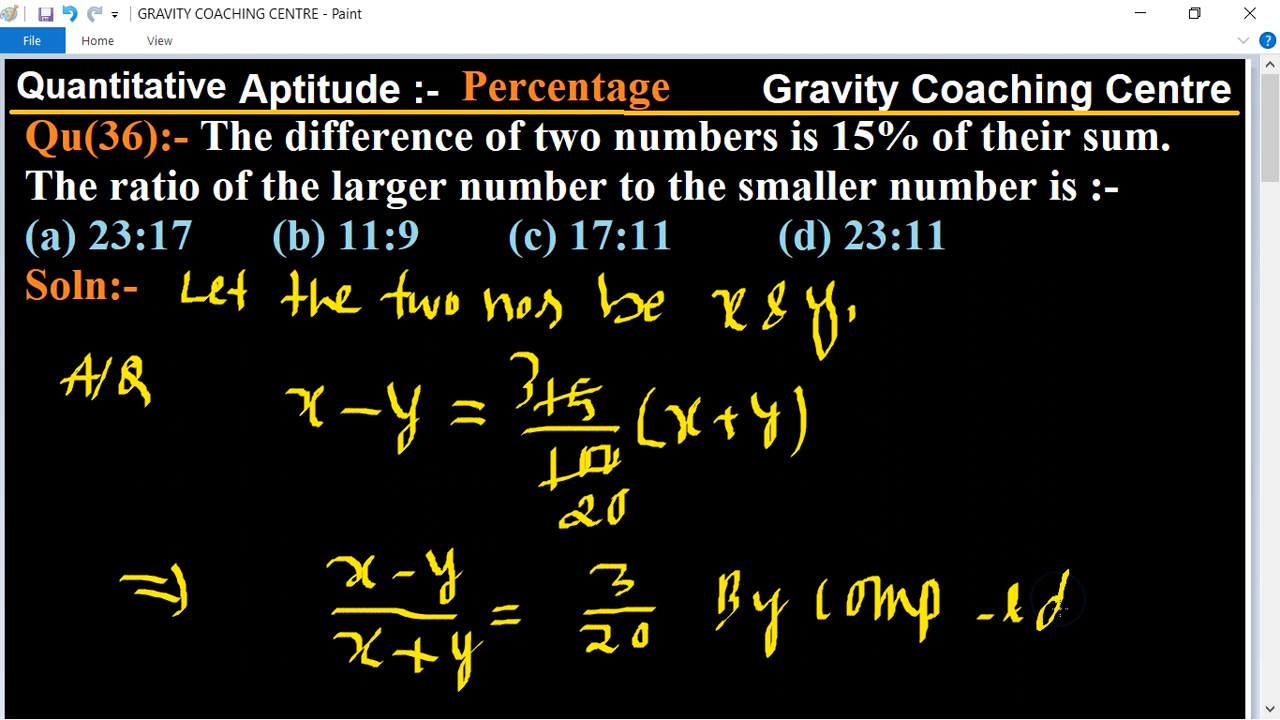 GRAVITY COACHING CENTRE - Paint
File Home View
Quantitative Aptitude :- Percentage Gravity Coaching Centre
Qu(36):- The difference of two numbers is 15% of their sum.
The ratio of the larger number to the smaller number is :-
(a) 23:17 (b) 11:9 (c) 17:11 (d) 23:11
Soln:- Let the two nos be x & y,
A/Q x - y = 3 15/100 20 (x + y)
=> x - y / x + y = 3/20 By comp - & d